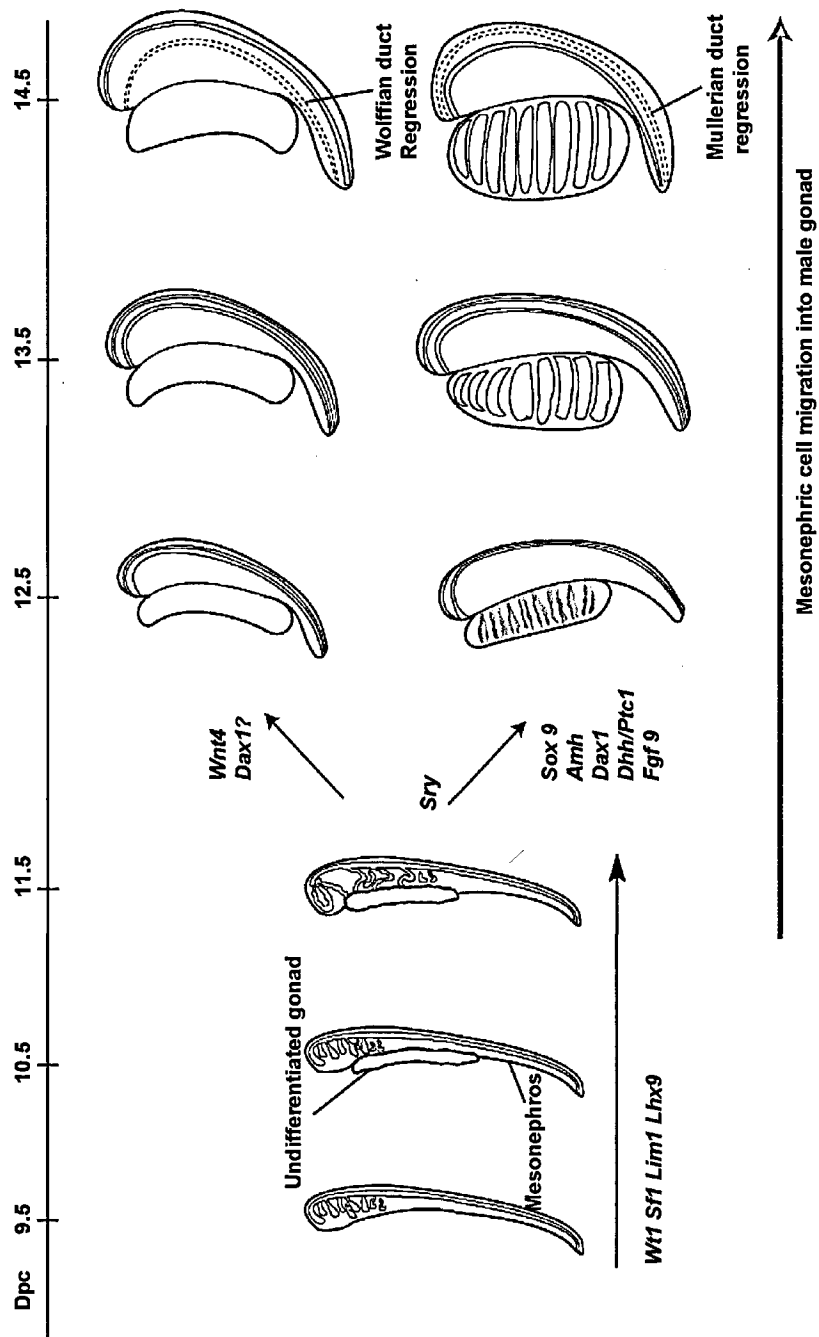 Dpc
9.5
10.5
11.5
12.5
13.5
14.5
Undifferentiated gonad
Mesonephros
Wnt4
Dax1?
Sry
Sox 9
Amh
Dax1
Dhh/Ptc1
Fgf 9
Wolffian duct
Regression
Mullerian duct
regression
Wt1 Sf1 Lim1 Lhx9
Mesonephric cell migration into male gonad